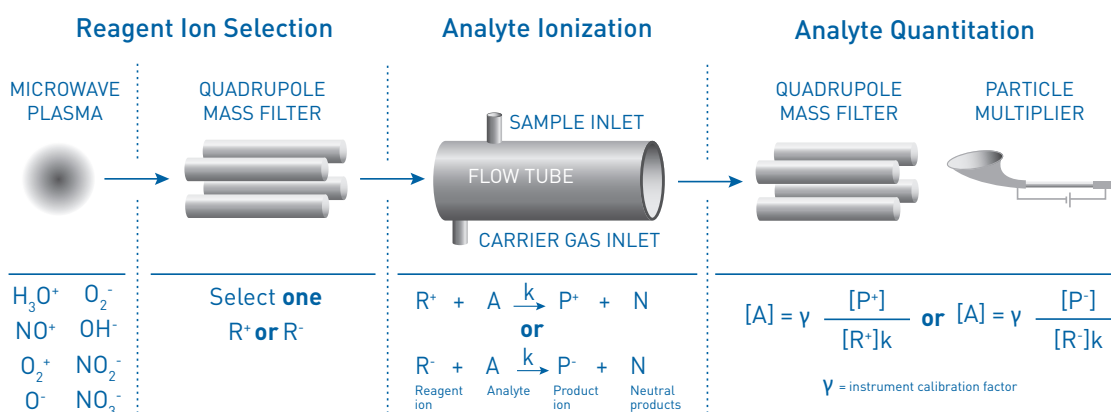 Reagent Ion Selection
Analyte Ionization
Analyte Quantitation
MICROWAVE
PLASMA
QUADRUPOLE
MASS FILTER
SAMPLE INLET
FLOW TUBE
CARRIER GAS INLET
QUADRUPOLE
MASS FILTER
PARTICLE
MULTIPLIER
H₃O⁺ O₂⁻
NO⁺ OH⁻
O₂⁺ NO₂⁻
O⁻ NO₃⁻
Select one
R⁺ or R⁻
R⁺ + A k→ P⁺ + N
or
R⁻ + A k→ P⁻ + N
Reagent ion
Analyte
Product ion
Neutral products
[A] = γ [P⁺] / [R⁺]k or [A] = γ [P⁻] / [R⁻]k
γ = instrument calibration factor